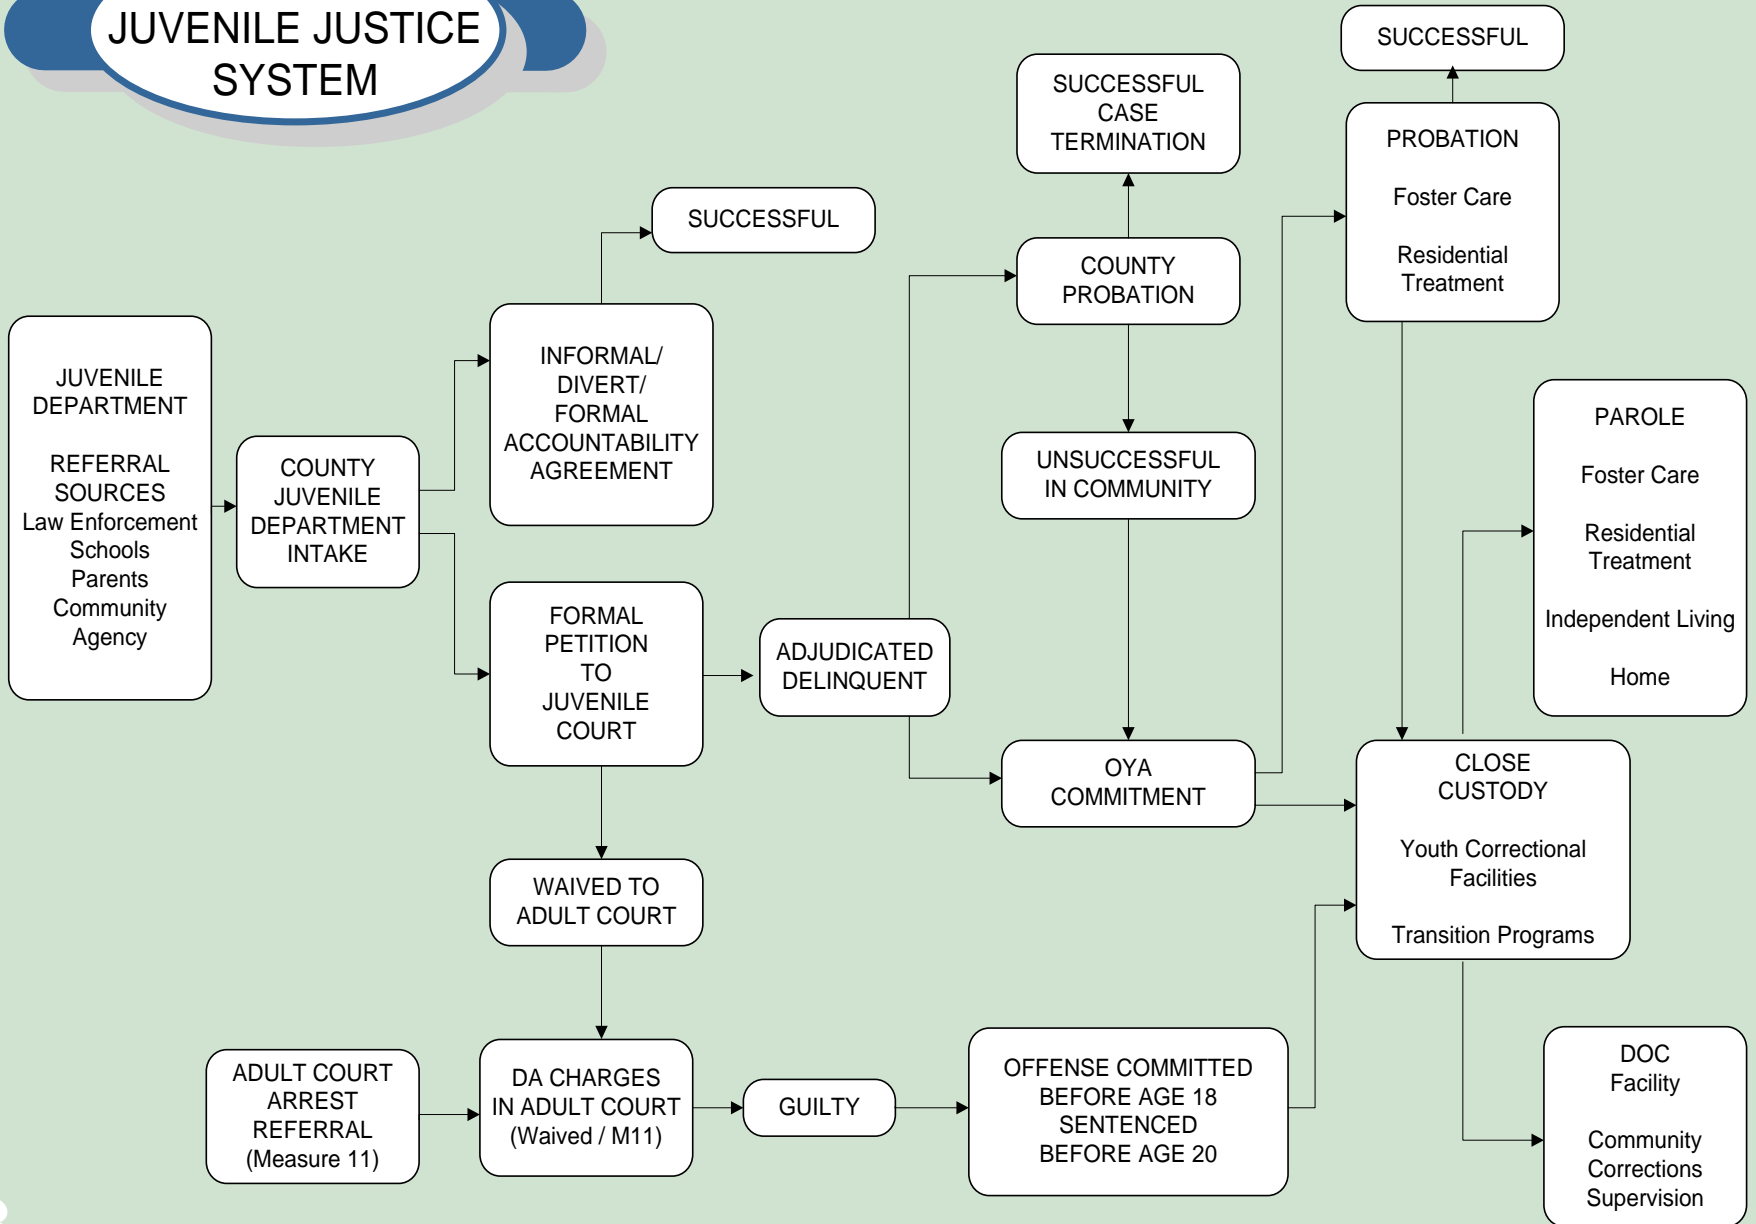 JUVENILE JUSTICE
SYSTEM
JUVENILE
DEPARTMENT
REFERRAL
SOURCES
Law Enforcement
Schools
Parents
Community
Agency
COUNTY
JUVENILE
DEPARTMENT
INTAKE
INFORMAL/
DIVERT/
FORMAL
ACCOUNTABILITY
AGREEMENT
SUCCESSFUL
FORMAL
PETITION
TO
JUVENILE
COURT
ADJUDICATED
DELINQUENT
COUNTY
PROBATION
SUCCESSFUL
CASE
TERMINATION
UNSUCCESSFUL
IN COMMUNITY
OYA
COMMITMENT
SUCCESSFUL
PROBATION
Foster Care
Residential
Treatment
PAROLE
Foster Care
Residential
Treatment
Independent Living
Home
CLOSE
CUSTODY
Youth Correctional
Facilities
Transition Programs
WAIVED TO
ADULT COURT
ADULT COURT
ARREST
REFERRAL
(Measure 11)
DA CHARGES
IN ADULT COURT
(Waived / M11)
GUILTY
OFFENSE COMMITTED
BEFORE AGE 18
SENTENCED
BEFORE AGE 20
DOC
Facility
Community
Corrections
Supervision